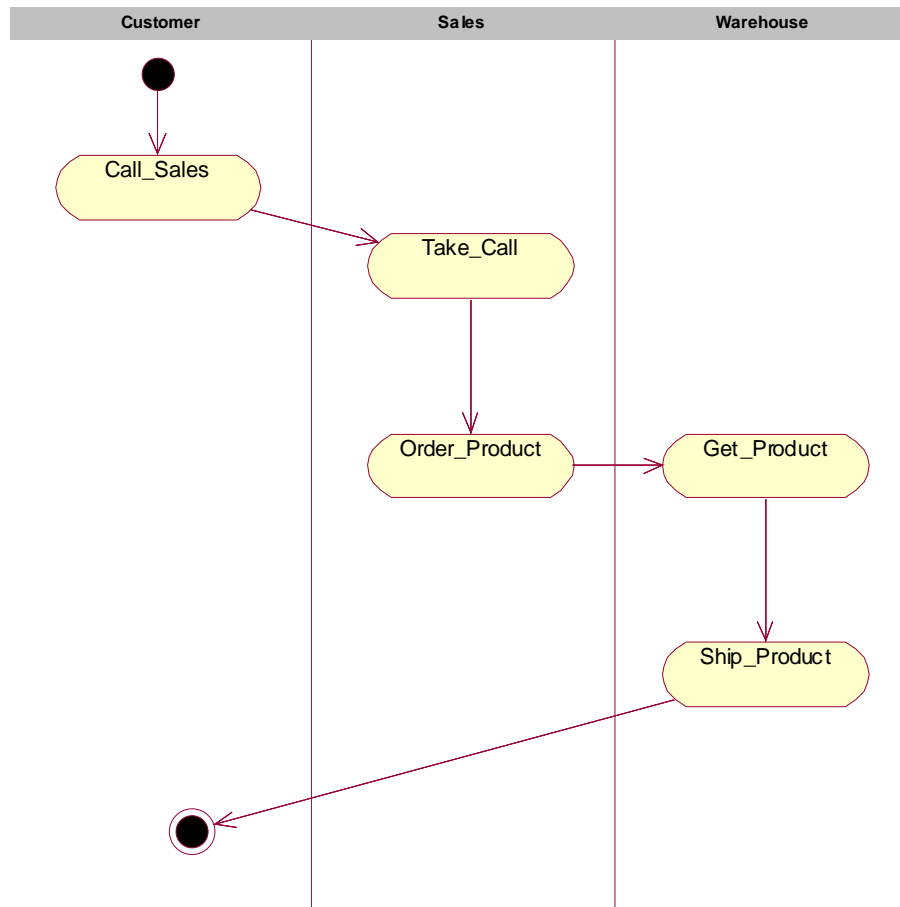 Customer
Sales
Warehouse
Call_Sales
Take_Call
Order_Product
Get_Product
Ship_Product